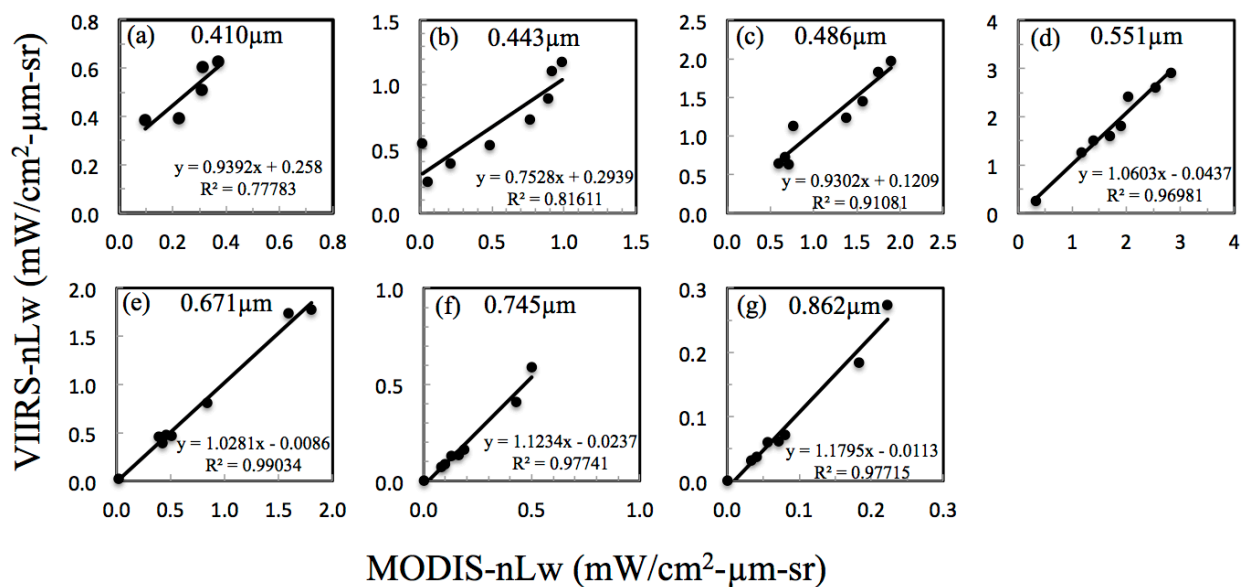 VIIRS-nLw (mW/cm²-µm-sr)
(a) 0.410µm
0.8
0.6
0.4
0.2
0.0
0.0 0.2 0.4 0.6 0.8
y = 0.9392x + 0.258
R² = 0.77783
(b) 0.443µm
1.5
1.0
0.5
0.0
0.0 0.5 1.0 1.5
y = 0.7528x + 0.2939
R² = 0.81611
(c) 0.486µm
2.5
2.0
1.5
1.0
0.5
0.0
0.0 0.5 1.0 1.5 2.0 2.5
y = 0.9302x + 0.1209
R² = 0.91081
(d) 0.551µm
4
3
2
1
0
0 1 2 3 4
y = 1.0603x - 0.0437
R² = 0.96981
(e) 0.671µm
2.0
1.5
1.0
0.5
0.0
0.0 0.5 1.0 1.5 2.0
y = 1.0281x - 0.0086
R² = 0.99034
(f) 0.745µm
1.0
0.5
0.0
0.0 0.5 1.0
y = 1.1234x - 0.0237
R² = 0.97741
(g) 0.862µm
0.3
0.2
0.1
0.0
0.0 0.1 0.2 0.3
y = 1.1795x - 0.0113
R² = 0.97715
MODIS-nLw (mW/cm²-µm-sr)